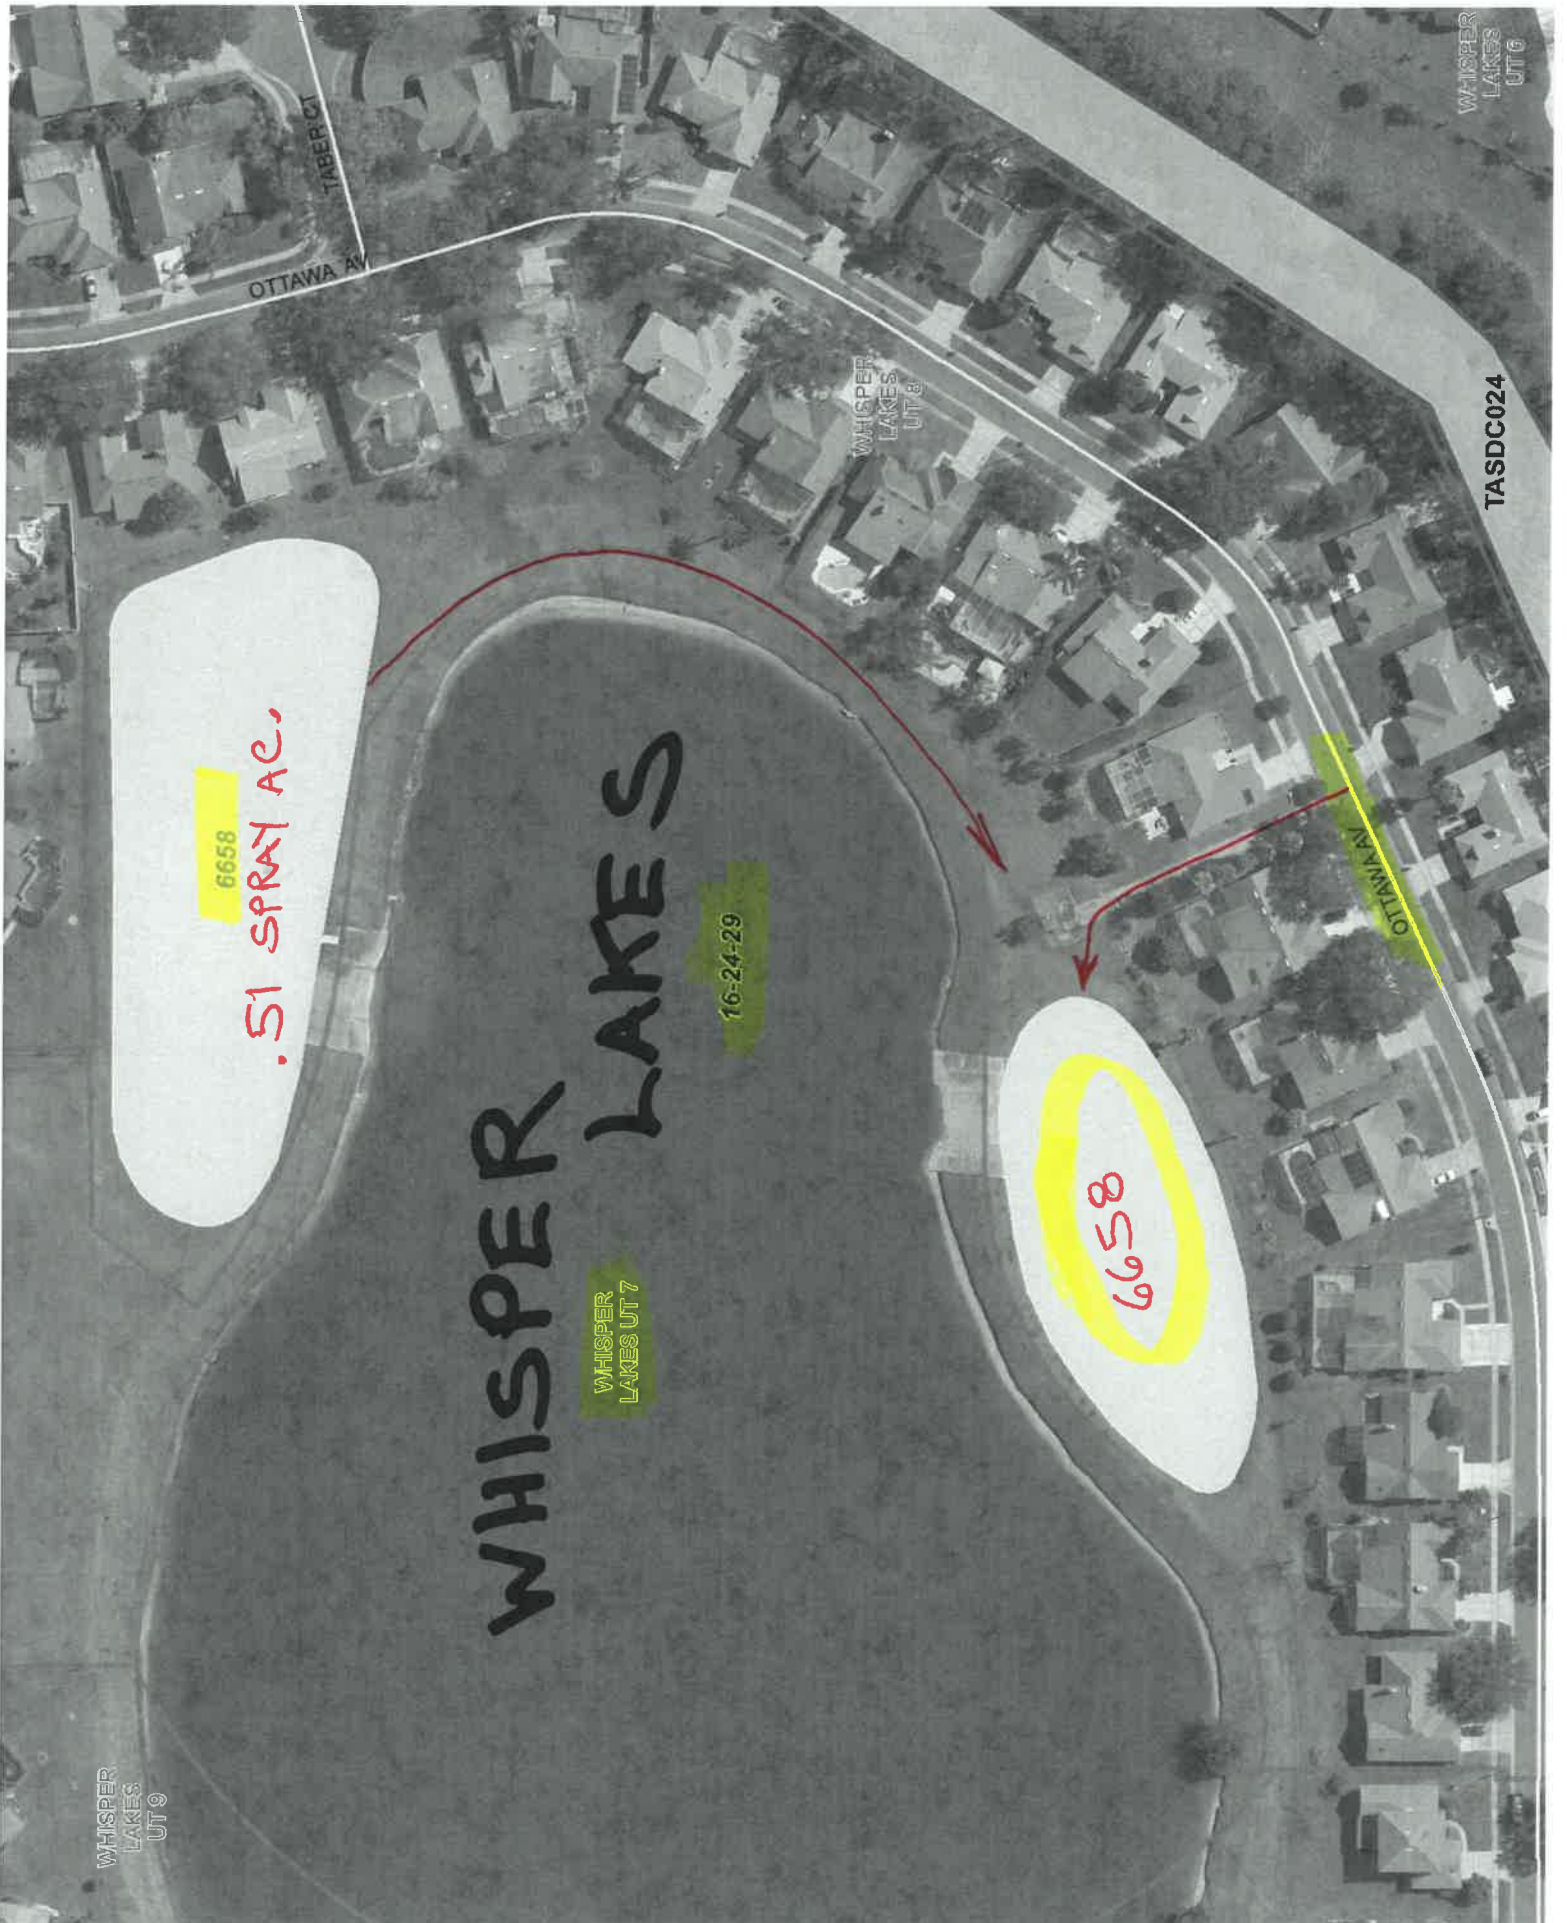 TABER CT
OTTAWA AV
WHISPER
LAKES
UT 6
WHISPER
LAKES
UT 8
TASDC024
6658
.51 SPRAY AC.
WHISPER
LAKES
16-24-29
WHISPER
LAKES UT 7
OTTAWA AV
6658
WHISPER
LAKES
UT 9